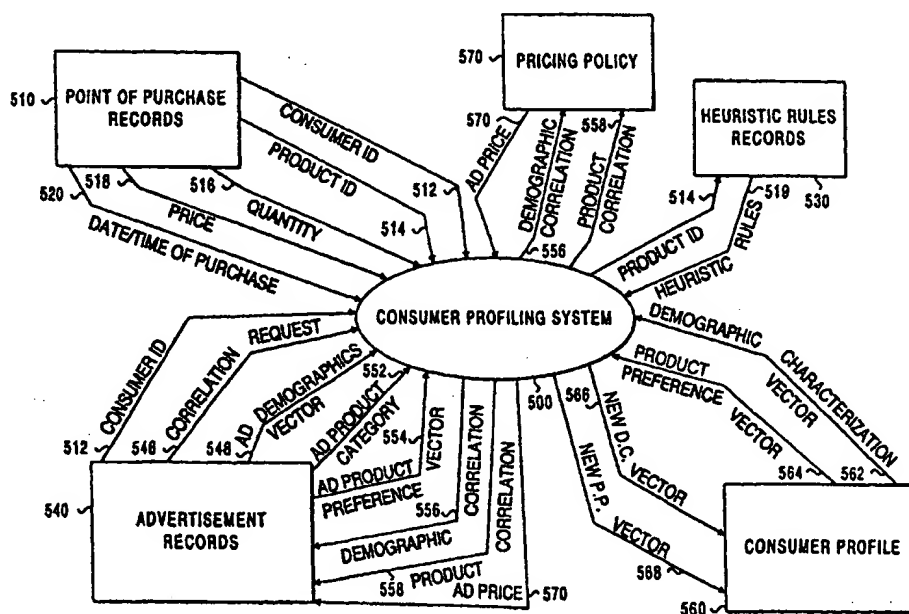 570
PRICING POLICY
510
POINT OF PURCHASE
RECORDS
HEURISTIC RULES
RECORDS
530
CONSUMER ID
512
PRODUCT ID
514
516
QUANTITY
518
PRICE
520
DATE/TIME OF PURCHASE
570
AD PRICE
DEMOGRAPHIC
CORRELATION
556
558
PRODUCT
CORRELATION
514
PRODUCT ID
519
HEURISTIC
RULES
CONSUMER PROFILING SYSTEM
500
CONSUMER ID
512
CORRELATION
REQUEST
546
AD DEMOGRAPHICS
VECTOR
548
552
AD PRODUCT
CATEGORY
554
AD PRODUCT
PREFERENCE
VECTOR
556
DEMOGRAPHIC
CORRELATION
558
PRODUCT
CORRELATION
AD PRICE
570
566
NEW D.C.
VECTOR
NEW P.P.
VECTOR
568
DEMOGRAPHIC
CHARACTERIZATION
VECTOR
562
PRODUCT
PREFERENCE
VECTOR
564
540
ADVERTISEMENT
RECORDS
CONSUMER PROFILE
560